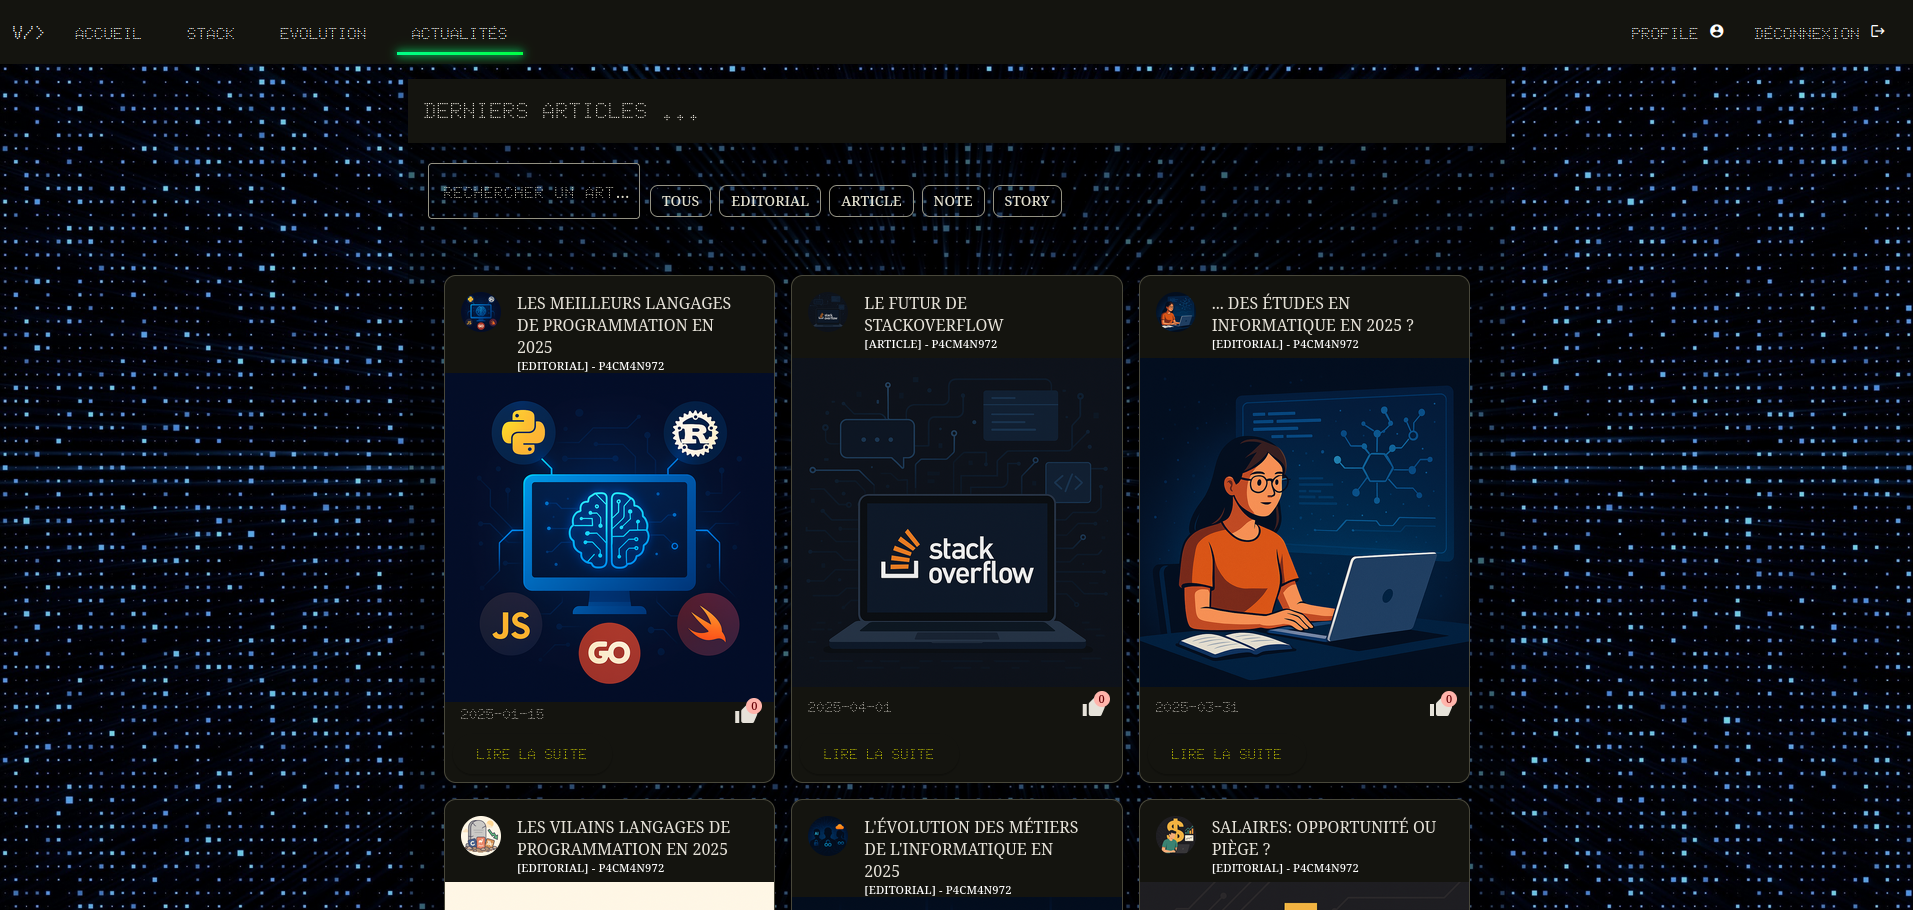 V/> ACCUEIL STACK EVOLUTION ACTUALITÉS PROFILE DÉCONNEXION
DERNIERS ARTICLES ...
RECHERCHER UN ART...
TOUS EDITORIAL ARTICLE NOTE STORY
LES MEILLEURS LANGAGES
DE PROGRAMMATION EN
2025
[EDITORIAL] - P4CM4N972
JS
GO
R
2025-01-15
0
LIRE LA SUITE
LE FUTUR DE
STACKOVERFLOW
[ARTICLE] - P4CM4N972
</>
stack
overflow
2025-04-01
0
LIRE LA SUITE
... DES ÉTUDES EN
INFORMATIQUE EN 2025 ?
[EDITORIAL] - P4CM4N972
2025-03-31
0
LIRE LA SUITE
LES VILAINS LANGAGES DE
PROGRAMMATION EN 2025
[EDITORIAL] - P4CM4N972
L'ÉVOLUTION DES MÉTIERS
DE L'INFORMATIQUE EN
2025
[EDITORIAL] - P4CM4N972
SALAIRES: OPPORTUNITÉ OU
PIÈGE ?
[EDITORIAL] - P4CM4N972